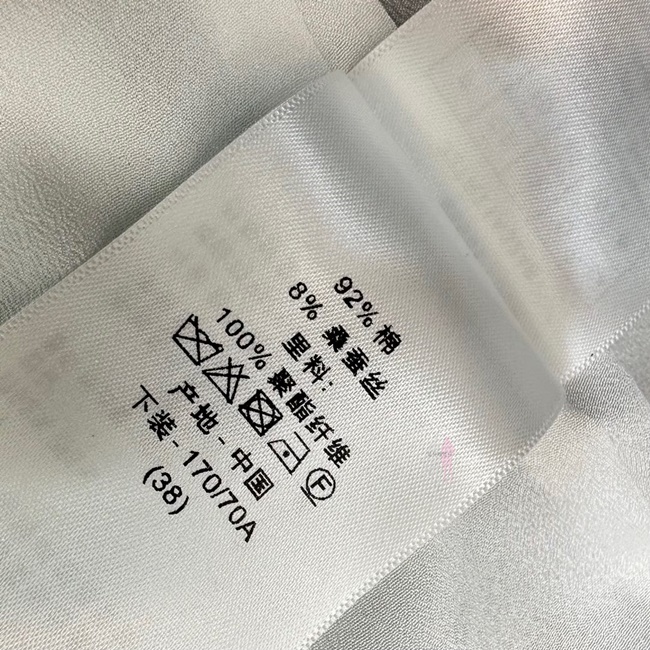 92% 棉
8% 桑蚕丝
里料:
100% 聚酯纤维
F
产地 - 中国
下装 - 170/70A
(38)